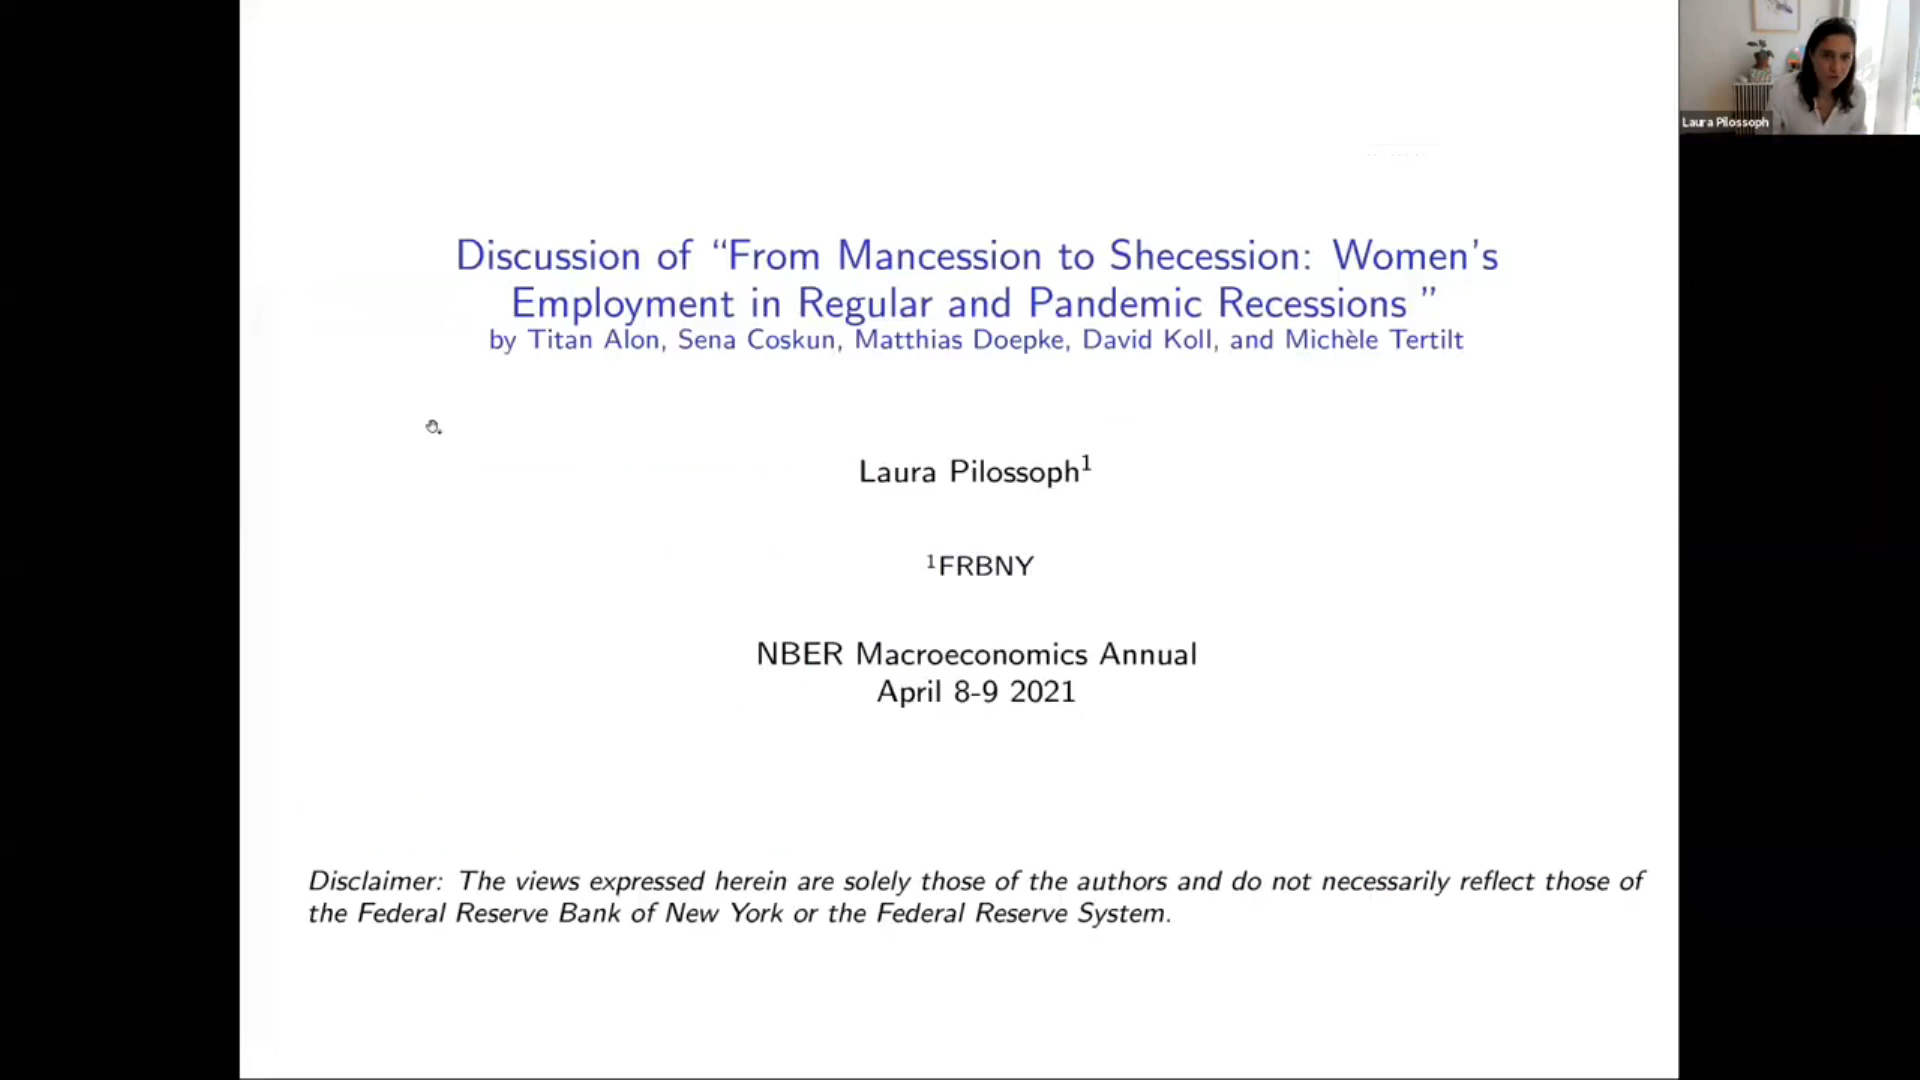 Laura Pilossoph
Discussion of “From Mancession to Shecession: Women’s
Employment in Regular and Pandemic Recessions ”
by Titan Alon, Sena Coskun, Matthias Doepke, David Koll, and Michèle Tertilt
Laura Pilossoph¹
¹FRBNY
NBER Macroeconomics Annual
April 8-9 2021
Disclaimer: The views expressed herein are solely those of the authors and do not necessarily reflect those of
the Federal Reserve Bank of New York or the Federal Reserve System.